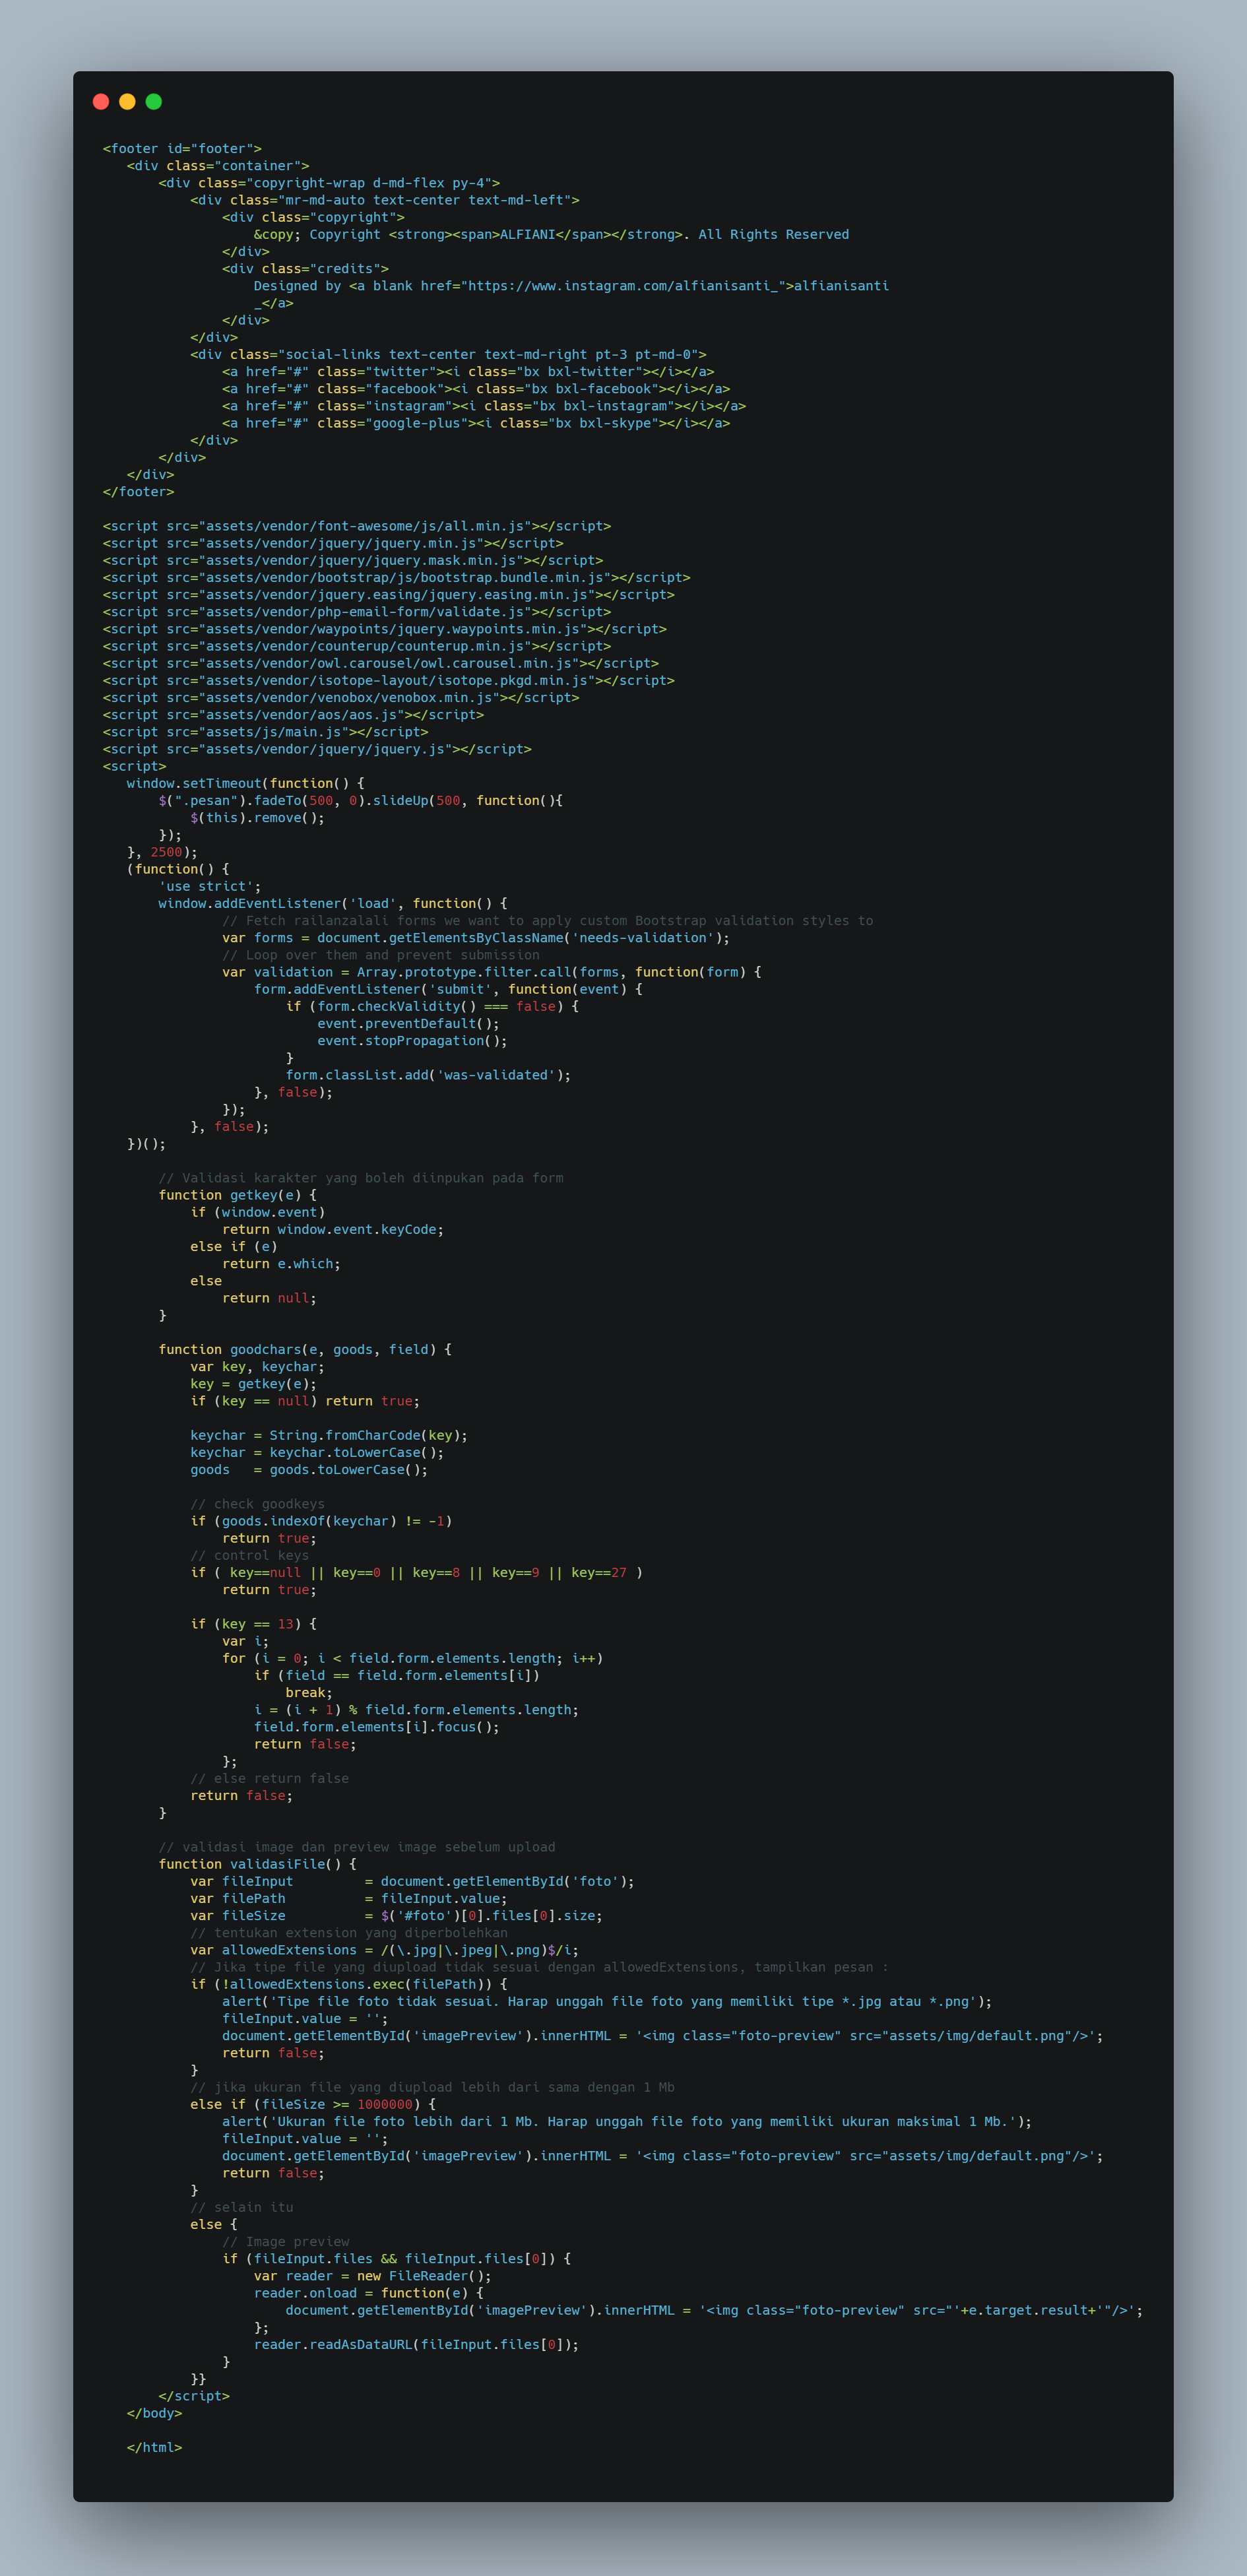 <footer id="footer">
   <div class="container">
       <div class="copyright-wrap d-md-flex py-4">
           <div class="mr-md-auto text-center text-md-left">
               <div class="copyright">
                   &copy; Copyright <strong><span>ALFIANI</span></strong>. All Rights Reserved
               </div>
               <div class="credits">
                   Designed by <a blank href="https://www.instagram.com/alfianisanti_">alfianisanti
                   _</a>
               </div>
           </div>
           <div class="social-links text-center text-md-right pt-3 pt-md-0">
               <a href="#" class="twitter"><i class="bx bxl-twitter"></i></a>
               <a href="#" class="facebook"><i class="bx bxl-facebook"></i></a>
               <a href="#" class="instagram"><i class="bx bxl-instagram"></i></a>
               <a href="#" class="google-plus"><i class="bx bxl-skype"></i></a>
           </div>
       </div>
   </div>
</footer>

<script src="assets/vendor/font-awesome/js/all.min.js"></script>
<script src="assets/vendor/jquery/jquery.min.js"></script>
<script src="assets/vendor/jquery/jquery.mask.min.js"></script>
<script src="assets/vendor/bootstrap/js/bootstrap.bundle.min.js"></script>
<script src="assets/vendor/jquery.easing/jquery.easing.min.js"></script>
<script src="assets/vendor/php-email-form/validate.js"></script>
<script src="assets/vendor/waypoints/jquery.waypoints.min.js"></script>
<script src="assets/vendor/counterup/counterup.min.js"></script>
<script src="assets/vendor/owl.carousel/owl.carousel.min.js"></script>
<script src="assets/vendor/isotope-layout/isotope.pkgd.min.js"></script>
<script src="assets/vendor/venobox/venobox.min.js"></script>
<script src="assets/vendor/aos/aos.js"></script>
<script src="assets/js/main.js"></script>
<script src="assets/vendor/jquery/jquery.js"></script>
<script>
   window.setTimeout(function() {
       $(".pesan").fadeTo(500, 0).slideUp(500, function(){
           $(this).remove();
       });
   }, 2500);
   (function() {
       'use strict';
       window.addEventListener('load', function() {
               // Fetch railanzalali forms we want to apply custom Bootstrap validation styles to
               var forms = document.getElementsByClassName('needs-validation');
               // Loop over them and prevent submission
               var validation = Array.prototype.filter.call(forms, function(form) {
                   form.addEventListener('submit', function(event) {
                       if (form.checkValidity() === false) {
                           event.preventDefault();
                           event.stopPropagation();
                       }
                       form.classList.add('was-validated');
                   }, false);
               });
           }, false);
   })();

       // Validasi karakter yang boleh diinpukan pada form
       function getkey(e) {
           if (window.event)
               return window.event.keyCode;
           else if (e)
               return e.which;
           else
               return null;
       }

       function goodchars(e, goods, field) {
           var key, keychar;
           key = getkey(e);
           if (key == null) return true;

           keychar = String.fromCharCode(key);
           keychar = keychar.toLowerCase();
           goods   = goods.toLowerCase();

           // check goodkeys
           if (goods.indexOf(keychar) != -1)
               return true;
           // control keys
           if ( key==null || key==0 || key==8 || key==9 || key==27 )
               return true;

           if (key == 13) {
               var i;
               for (i = 0; i < field.form.elements.length; i++)
                   if (field == field.form.elements[i])
                       break;
                   i = (i + 1) % field.form.elements.length;
                   field.form.elements[i].focus();
                   return false;
               };
           // else return false
           return false;
       }

       // validasi image dan preview image sebelum upload
       function validasiFile() {
           var fileInput         = document.getElementById('foto');
           var filePath          = fileInput.value;
           var fileSize          = $('#foto')[0].files[0].size;
           // tentukan extension yang diperbolehkan
           var allowedExtensions = /(\.jpg|\.jpeg|\.png)$/i;
           // Jika tipe file yang diupload tidak sesuai dengan allowedExtensions, tampilkan pesan :
           if (!allowedExtensions.exec(filePath)) {
               alert('Tipe file foto tidak sesuai. Harap unggah file foto yang memiliki tipe *.jpg atau *.png');
               fileInput.value = '';
               document.getElementById('imagePreview').innerHTML = '<img class="foto-preview" src="assets/img/default.png"/>';
               return false;
           }
           // jika ukuran file yang diupload lebih dari sama dengan 1 Mb
           else if (fileSize >= 1000000) {
               alert('Ukuran file foto lebih dari 1 Mb. Harap unggah file foto yang memiliki ukuran maksimal 1 Mb.');
               fileInput.value = '';
               document.getElementById('imagePreview').innerHTML = '<img class="foto-preview" src="assets/img/default.png"/>';
               return false;
           }
           // selain itu
           else {
               // Image preview
               if (fileInput.files && fileInput.files[0]) {
                   var reader = new FileReader();
                   reader.onload = function(e) {
                       document.getElementById('imagePreview').innerHTML = '<img class="foto-preview" src="'+e.target.result+'"/>';
                   };
                   reader.readAsDataURL(fileInput.files[0]);
               }
           }}
       </script>
   </body>

   </html>